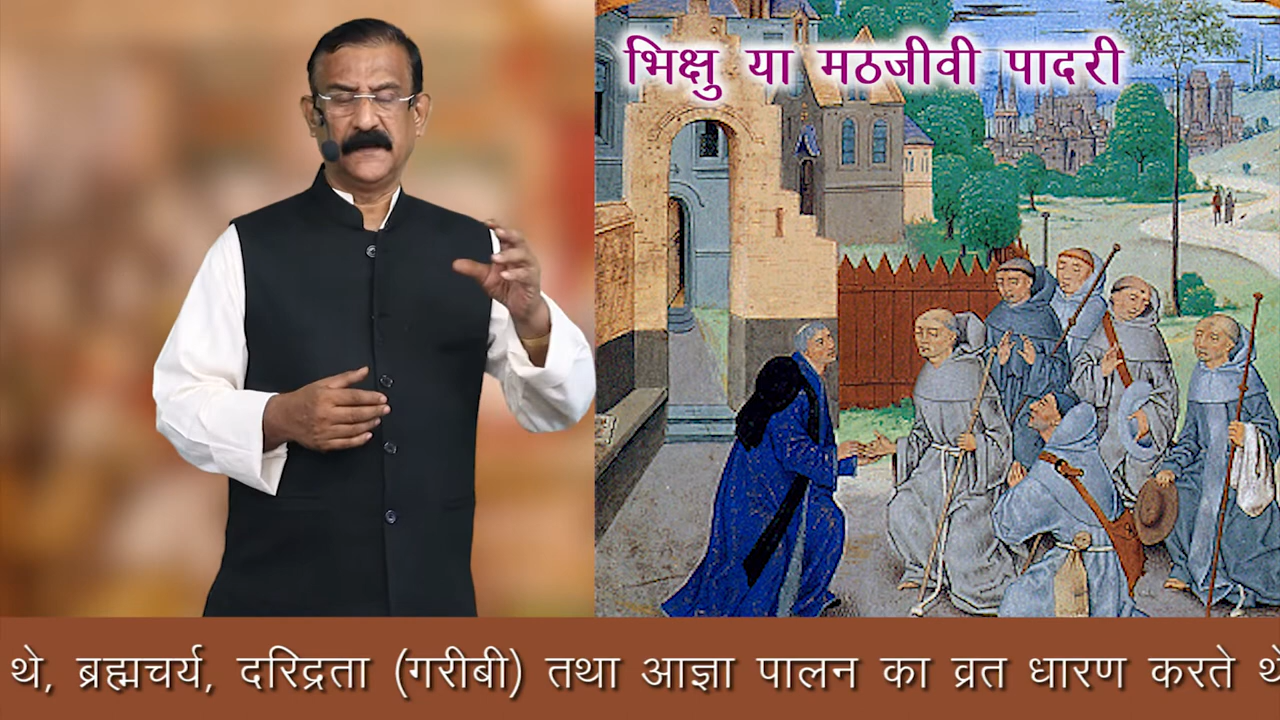 भिक्षु या मठजीवी पादरी
थे, ब्रह्मचर्य, दरिद्रता (गरीबी) तथा आज्ञा पालन का व्रत धारण करते थे